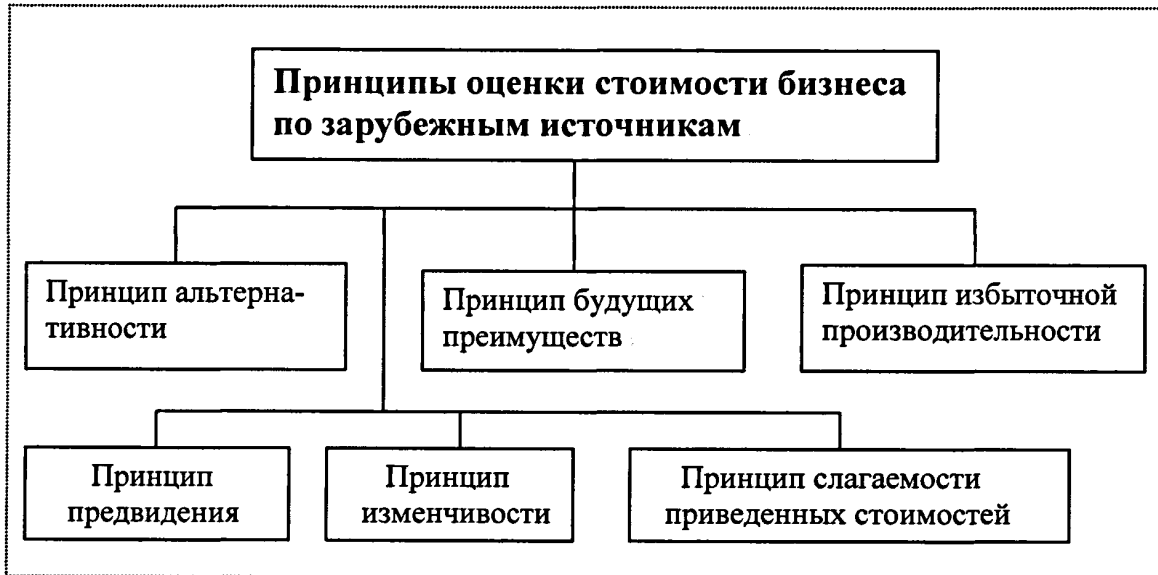 Принципы оценки стоимости бизнеса
по зарубежным источникам
Принцип альтерна-
тивности
Принцип будущих
преимуществ
Принцип избыточной
производительности
Принцип
предвидения
Принцип
изменчивости
Принцип слагаемости
приведенных стоимостей